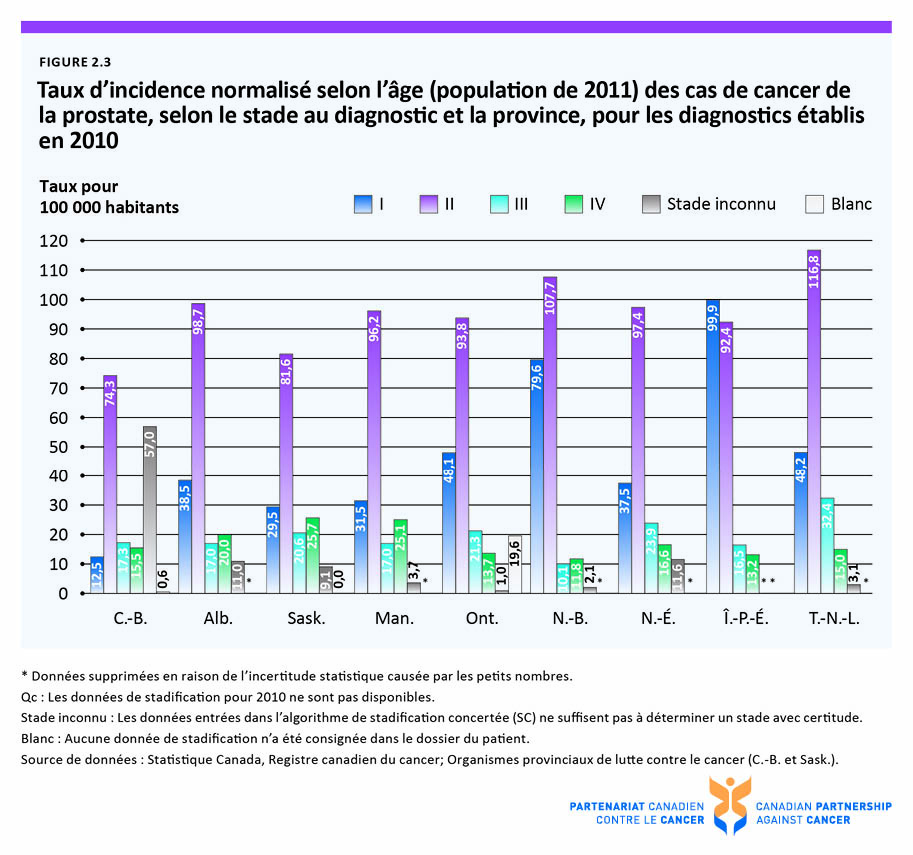 FIGURE 2.3
Taux d’incidence normalisé selon l’âge (population de 2011) des cas de cancer de
la prostate, selon le stade au diagnostic et la province, pour les diagnostics établis
en 2010
Taux pour
100 000 habitants
I II III IV Stade inconnu Blanc
120
110
100
90
80
70
60
50
40
30
20
10
0
12,5 74,3 17,3 15,5 57,0 0,6
38,5 98,7 17,0 20,0 11,0 *
29,5 81,6 20,6 25,7 9,1 0,0
31,5 96,2 17,0 25,1 3,7 *
48,1 93,8 21,3 13,7 1,0 19,6
79,6 107,7 10,1 11,8 2,1 *
37,5 97,4 23,9 16,6 11,6 *
99,9 92,4 16,5 13,2 * *
48,2 116,8 32,4 15,0 3,1 *
C.-B. Alb. Sask. Man. Ont. N.-B. N.-É. Î.-P.-É. T.-N.-L.
* Données supprimées en raison de l’incertitude statistique causée par les petits nombres.
Qc : Les données de stadification pour 2010 ne sont pas disponibles.
Stade inconnu : Les données entrées dans l’algorithme de stadification concertée (SC) ne suffisent pas à déterminer un stade avec certitude.
Blanc : Aucune donnée de stadification n’a été consignée dans le dossier du patient.
Source de données : Statistique Canada, Registre canadien du cancer; Organismes provinciaux de lutte contre le cancer (C.-B. et Sask.).
PARTENARIAT CANADIEN
CONTRE LE CANCER
CANADIAN PARTNERSHIP
AGAINST CANCER